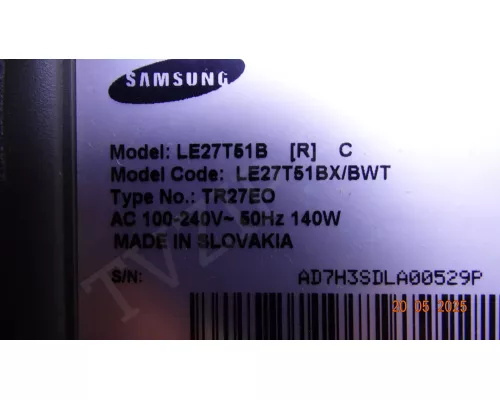 SAMSUNG
Model: LE27T51B [R] C
Model Code: LE27T51BX/BWT
Type No.: TR27EO
AC 100-240V~ 50Hz 140W
MADE IN SLOVAKIA
S/N: AD7H3SDLA00529P
20 05 2025